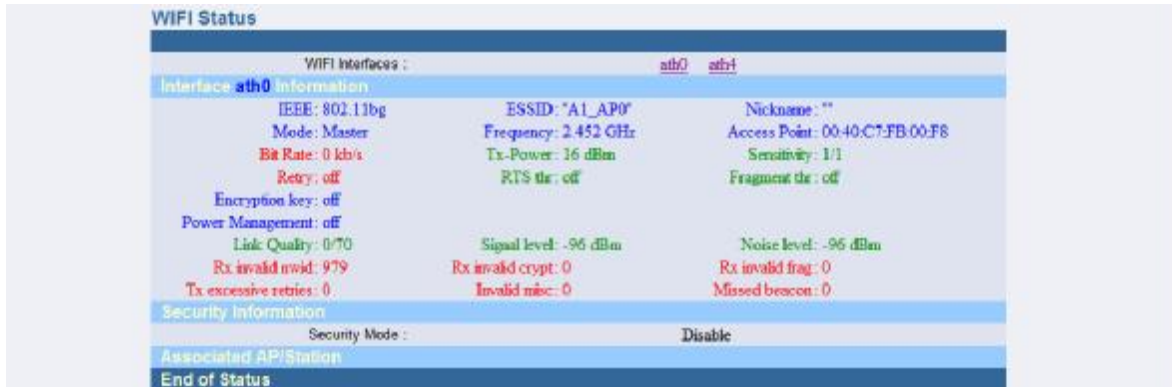 WIFI Status
WIFI Interfaces : ath0 ath4
Interface ath0 Information
IEEE: 802.11bg ESSID: "A1_AP0" Nickname: ""
Mode: Master Frequency: 2.452 GHz Access Point: 00:40:C7:FB:00:F8
Bit Rate: 0 kb/s Tx-Power: 16 dBm Sensitivity: 1/1
Retry: off RTS thr: off Fragment thr: off
Encryption key: off
Power Management: off
Link Quality: 0/70 Signal level: -96 dBm Noise level: -96 dBm
Rx invalid nwid: 979 Rx invalid crypt: 0 Rx invalid frag: 0
Tx excessive retries: 0 Invalid misc: 0 Missed beacon: 0
Security Information
Security Mode : Disable
Associated AP/Station
End of Status